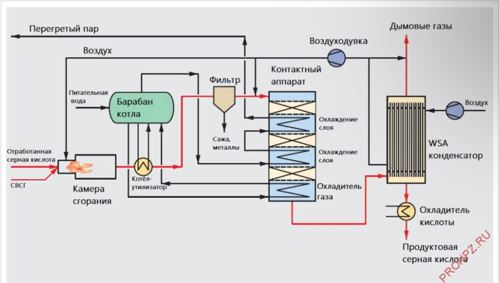 Перегретый пар
Воздуходувка
Дымовые газы
Воздух
Фильтр
Контактный
аппарат
Питательная
вода
Барабан
котла
Воздух
Охлаждение
слоя
Сажа,
металлы
WSA
конденсатор
Отработанная
серная кислота
Охлаждение
слоя
СВСГ
Котел-
утилизатор
Камера
сгорания
Охладитель
газа
Охладитель
кислоты
Продуктовая
серная кислота
PROMPZ.RU